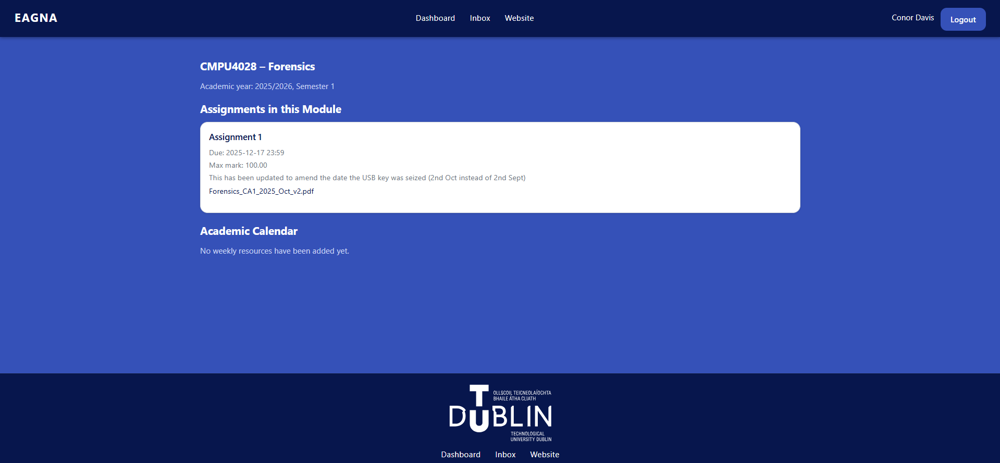 EAGNA
Dashboard Inbox Website
Conor Davis
Logout
CMPU4028 – Forensics
Academic year: 2025/2026, Semester 1
Assignments in this Module
Assignment 1
Due: 2025-12-17 23:59
Max mark: 100.00
This has been updated to amend the date the USB key was seized (2nd Oct instead of 2nd Sept)
Forensics_CA1_2025_Oct_v2.pdf
Academic Calendar
No weekly resources have been added yet.
OLLSCOIL TEICNEOLAÍOCHTA
BHAILE ÁTHA CLIATH
T
DUBLIN
TECHNOLOGICAL
UNIVERSITY DUBLIN
Dashboard Inbox Website